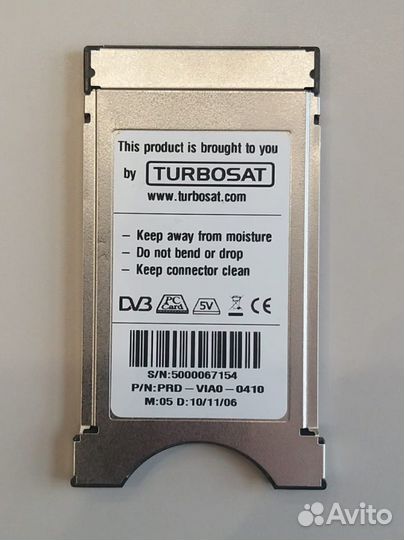 This product is brought to you
by TURBOSAT
www.turbosat.com
– Keep away from moisture
– Do not bend or drop
– Keep connector clean
DVB PC Card 5V CE
S/N:5000067154
P/N:PRD-VIA0-0410
M:05 D:10/11/06
Avito